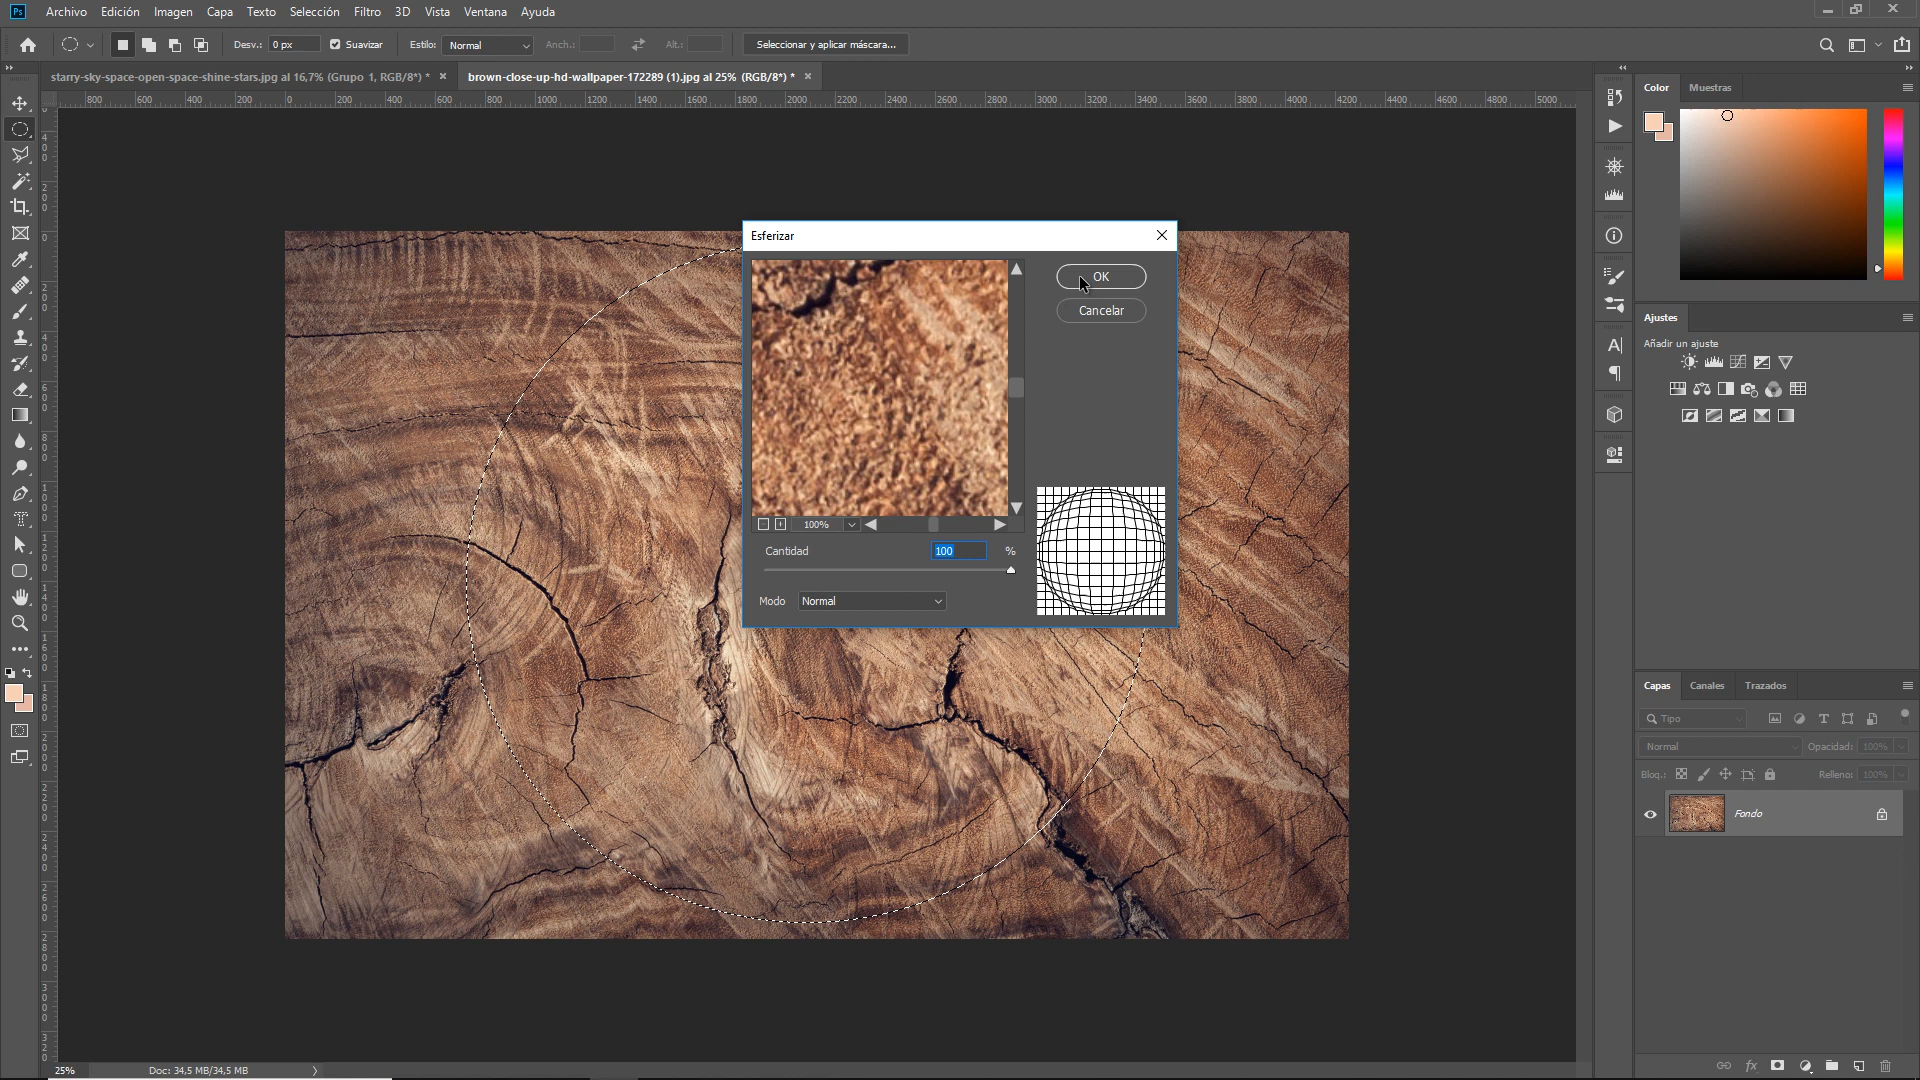 Ps Archivo Edición Imagen Capa Texto Selección Filtro 3D Vista Ventana Ayuda
Desv.: 0 px Suavizar Estilo: Normal Anch.: Alt.: Seleccionar y aplicar máscara...
starry-sky-space-open-space-shine-stars.jpg al 16,7% (Grupo 1, RGB/8*) *
brown-close-up-hd-wallpaper-172289 (1).jpg al 25% (RGB/8*) *
800 600 400 200 0 200 400 600 800 1000 1200 1400 1600 1800 2000 2200 2400 2600 2800 3000 3200 3400 3600 3800 4000 4200 4400 4600 4800 5000
Color Muestras
Esferizar
OK
Cancelar
100%
Cantidad 100 %
Modo Normal
Ajustes
Añadir un ajuste
Capas Canales Trazados
Tipo
Normal Opacidad: 100%
Bloq.: Relleno: 100%
Fondo
25% Doc: 34,5 MB/34,5 MB